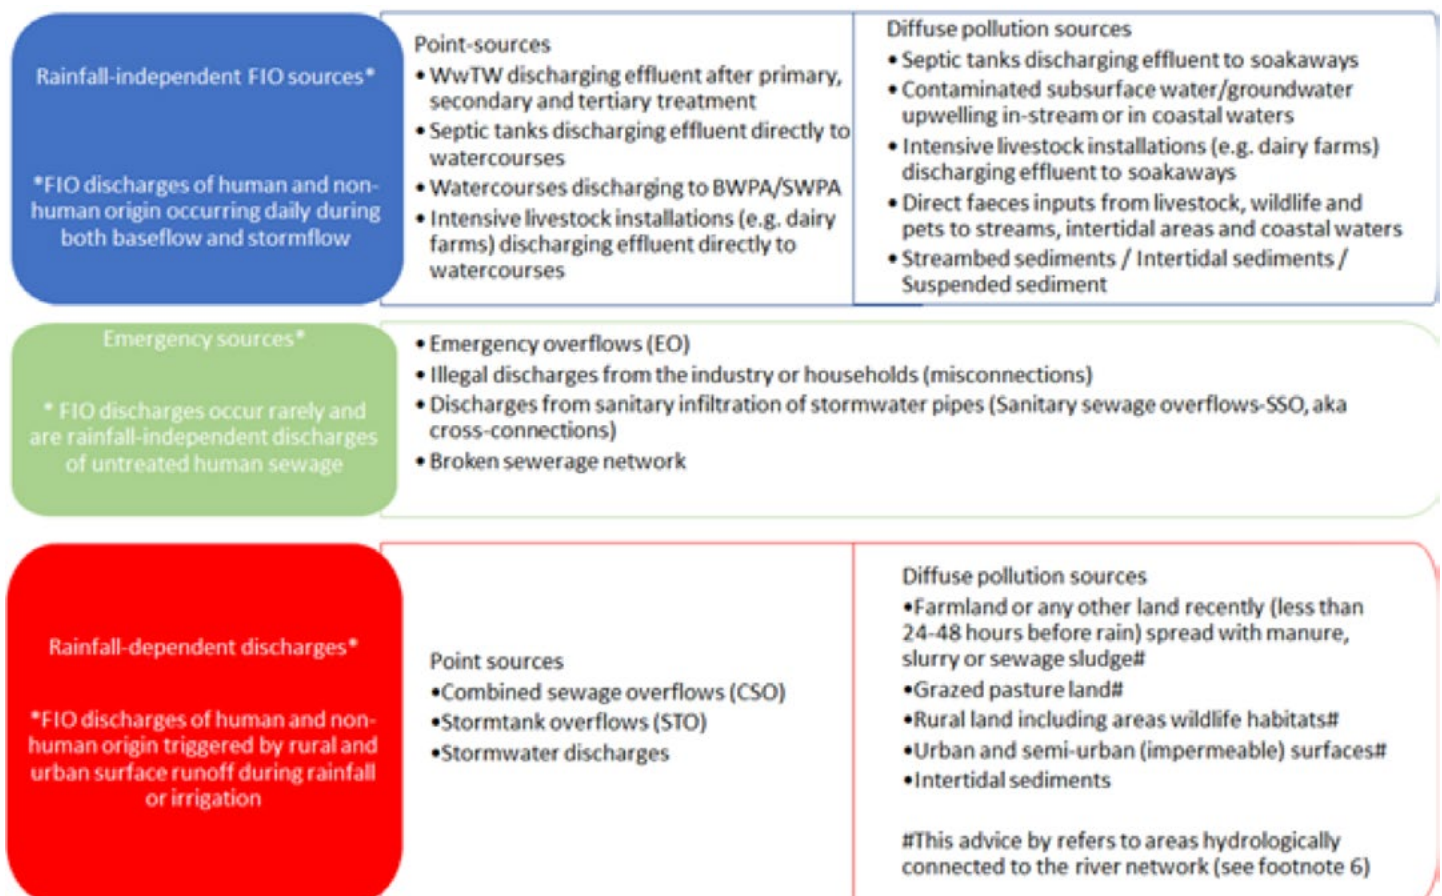 Rainfall-independent FIO sources*
*FIO discharges of human and non-
human origin occurring daily during
both baseflow and stormflow
Point-sources
• WwTW discharging effluent after primary,
secondary and tertiary treatment
• Septic tanks discharging effluent directly to
watercourses
• Watercourses discharging to BWPA/SWPA
• Intensive livestock installations (e.g. dairy
farms) discharging effluent directly to
watercourses
Diffuse pollution sources
• Septic tanks discharging effluent to soakaways
• Contaminated subsurface water/groundwater
upwelling in-stream or in coastal waters
• Intensive livestock installations (e.g. dairy farms)
discharging effluent to soakaways
• Direct faeces inputs from livestock, wildlife and
pets to streams, intertidal areas and coastal waters
• Streambed sediments / Intertidal sediments /
Suspended sediment
Emergency sources*
* FIO discharges occur rarely and
are rainfall-independent discharges
of untreated human sewage
• Emergency overflows (EO)
• Illegal discharges from the industry or households (misconnections)
• Discharges from sanitary infiltration of stormwater pipes (Sanitary sewage overflows-SSO, aka
cross-connections)
• Broken sewerage network
Rainfall-dependent discharges*
*FIO discharges of human and non-
human origin triggered by rural and
urban surface runoff during rainfall
or irrigation
Point sources
•Combined sewage overflows (CSO)
•Stormtank overflows (STO)
•Stormwater discharges
Diffuse pollution sources
•Farmland or any other land recently (less than
24-48 hours before rain) spread with manure,
slurry or sewage sludge#
•Grazed pasture land#
•Rural land including areas wildlife habitats#
•Urban and semi-urban (impermeable) surfaces#
•Intertidal sediments
#This advice by refers to areas hydrologically
connected to the river network (see footnote 6)